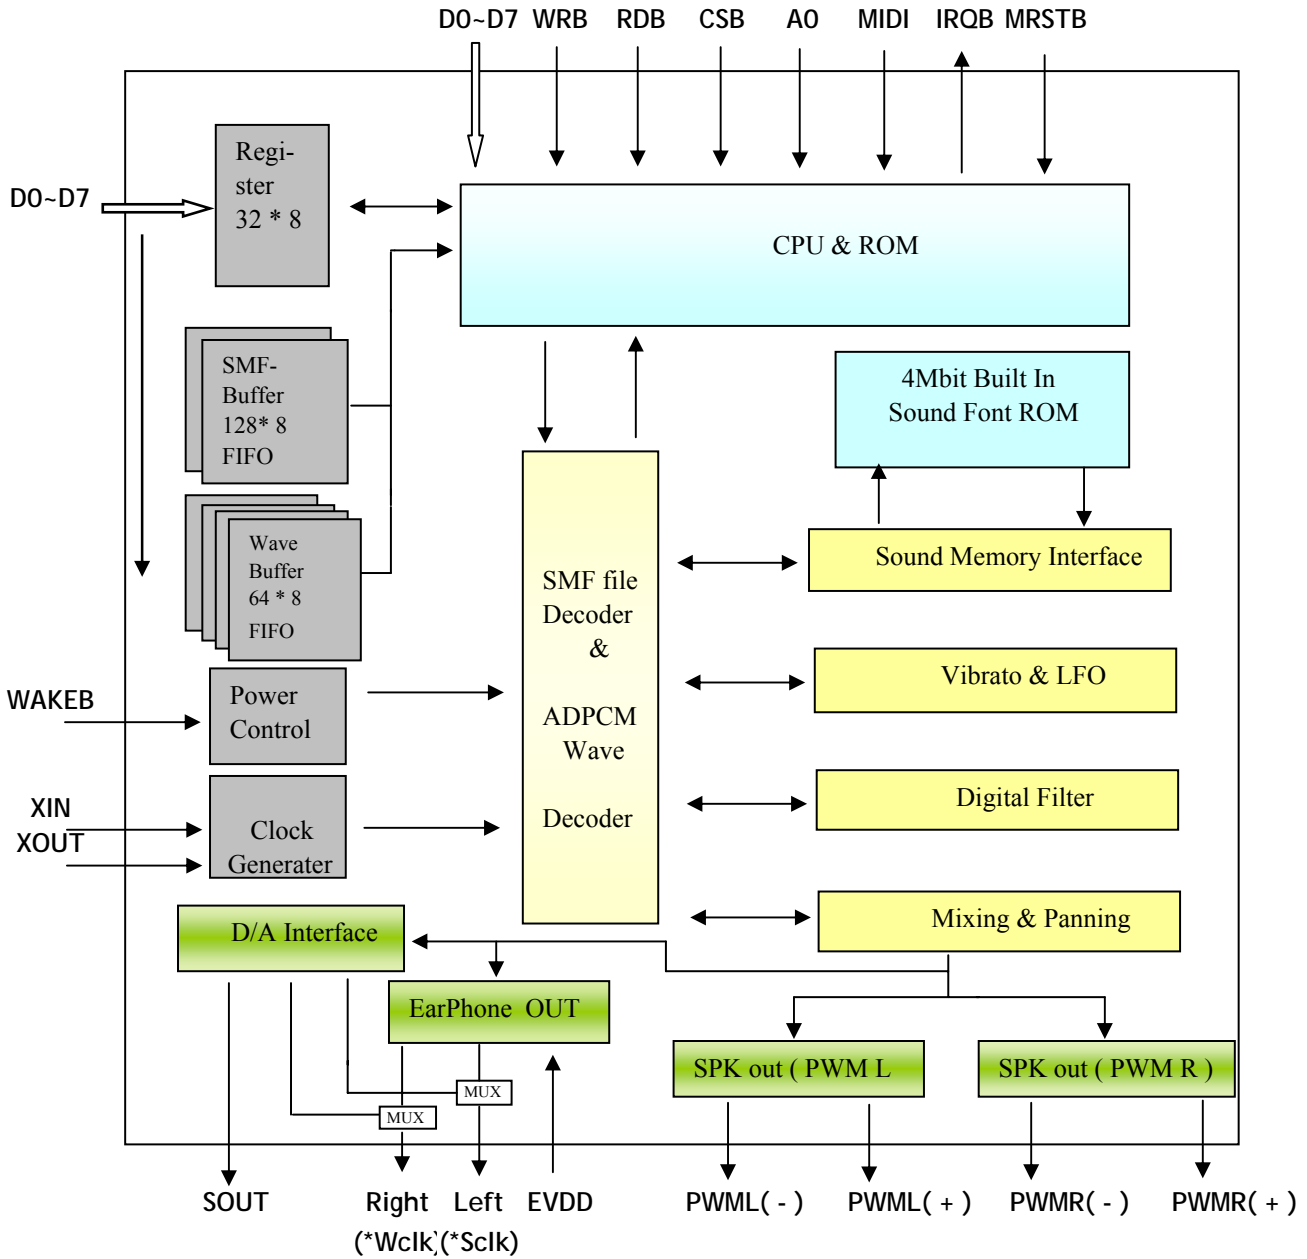 D0~D7 WRB RDB CSB A0 MIDI IRQB MRSTB
Regi-
ster
32 * 8
D0~D7
CPU & ROM
SMF-
Buffer
128* 8
FIFO
4Mbit Built In
Sound Font ROM
Wave
Buffer
64 * 8
FIFO
SMF file
Decoder
&
ADPCM
Wave
Decoder
Sound Memory Interface
Vibrato & LFO
Digital Filter
Mixing & Panning
WAKEB
Power
Control
XIN
XOUT
Clock
Generater
D/A Interface
EarPhone OUT
SPK out ( PWM L
SPK out ( PWM R )
MUX
MUX
SOUT Right Left EVDD PWML( - ) PWML( + ) PWMR( - ) PWMR( + )
(*Wclk) (*Sclk)